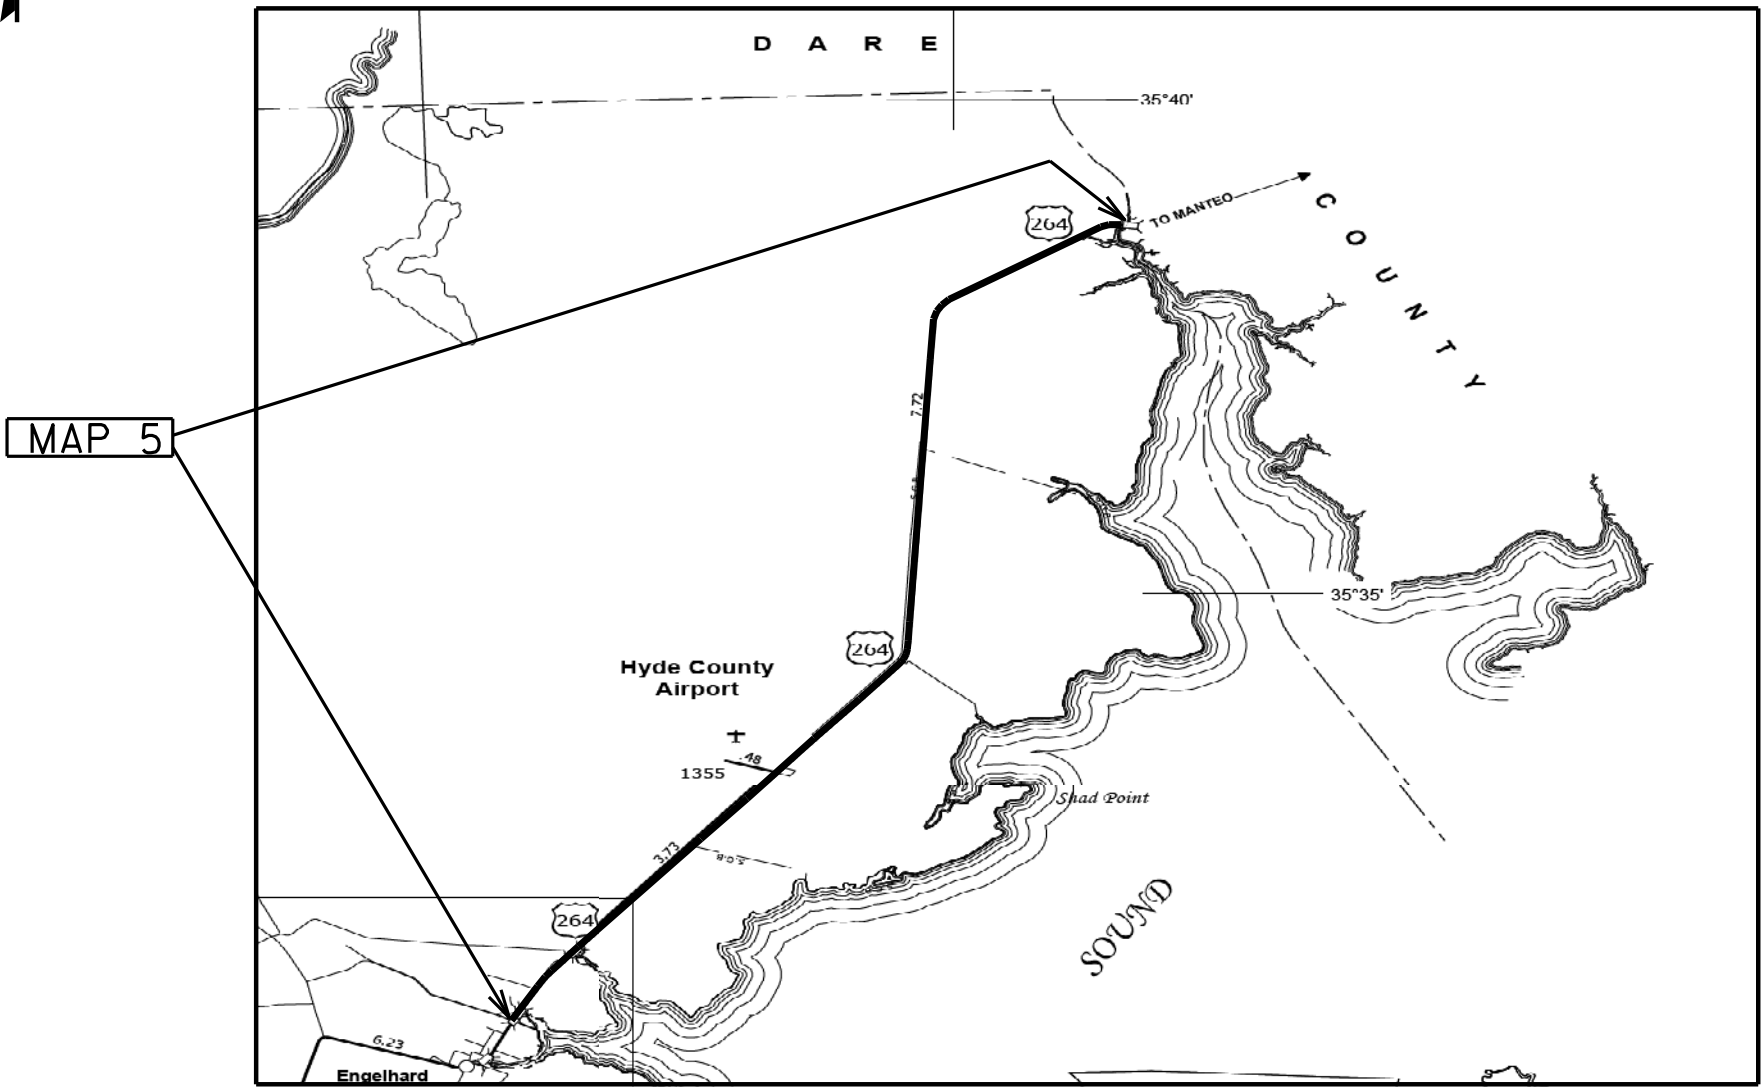 D A R E
35°40'
TO MANTEO
264
COUNTY
7.72
MAP 5
35°35'
264
Hyde County
Airport
.48
1355
Shad Point
3.73
S.O.B.
SOUND
264
6.23
Engelhard